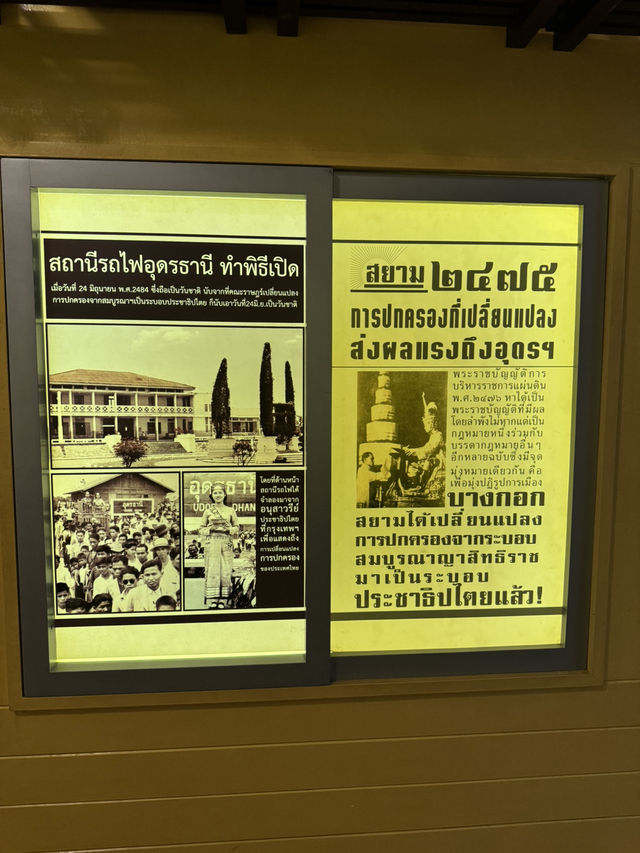 สถานีรถไฟอุดรธานี ทำพิธีเปิด
เมื่อวันที่ 24 มิถุนายน พ.ศ.2484 ซึ่งถือเป็นวันชาติ นับจากที่คณะราษฎร์เปลี่ยนแปลง
การปกครองจากสมบูรณาฯเป็นระบอบประชาธิปไตย ก็นับเอาวันที่24มิ.ย.เป็นวันชาติ
อุดรธานี
อุดรธานี
UDO
DHAN
โดยที่ด้านหน้า
สถานีรถไฟได้
จำลองมาจาก
อนุสาวรีย์
ประชาธิปไตย
ที่กรุงเทพฯ
เพื่อแสดงถึง
การเปลี่ยนแปลง
การปกครอง
ของประเทศไทย
สยาม ๒๔๗๕
การปกครองที่เปลี่ยนแปลง
ส่งผลแรงถึงอุดรฯ
พระราชบัญญัติการ
บริหารราชการแผ่นดิน
พ.ศ.๒๔๗๖ หาได้เป็น
พระราชบัญญัติที่มีผล
โดยลำพังไม่หากแต่เป็น
กฎหมายหนึ่งร่วมกับ
บรรดากฎหมายอื่นๆ
อีกหลายฉบับซึ่งมีจุด
มุ่งหมายเดียวกัน คือ
เพื่อมุ่งปฏิรูปการเมือง
บางกอก
สยามได้เปลี่ยนแปลง
การปกครองจากระบอบ
สมบูรณาญาสิทธิราช
มาเป็นระบอบ
ประชาธิปไตยแล้ว!